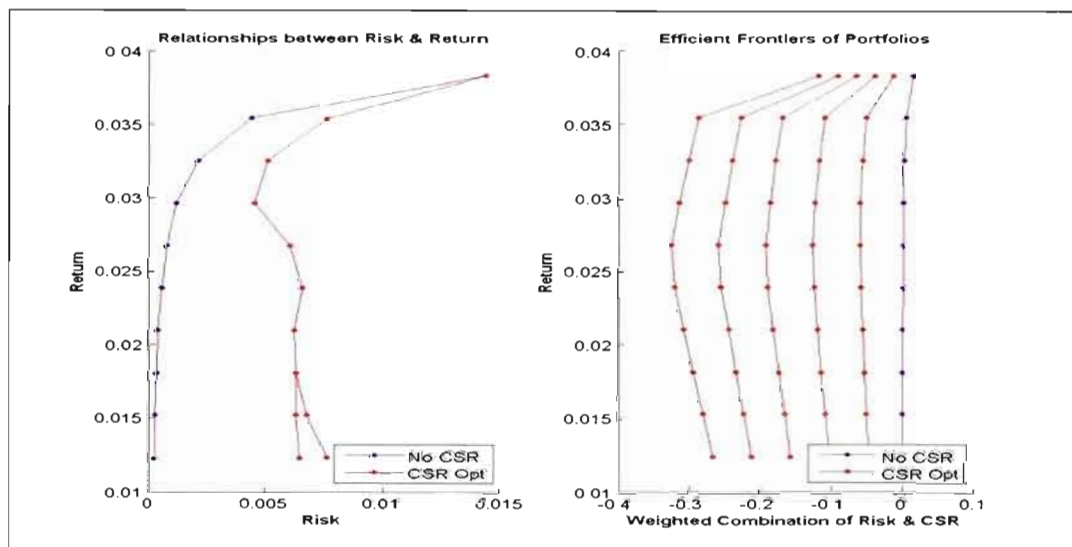 Relationships between Risk & Return
0.04
0.035
0.03
0.025
0.02
0.015
0.01
Return
0
0.005
0.01
0.015
Risk
No CSR
CSR Opt
Efficient Frontiers of Portfolios
0.04
0.035
0.03
0.025
0.02
0.015
0.01
Return
-0.4
-0.3
-0.2
-0.1
0
0.1
Weighted Combination of Risk & CSR
No CSR
CSR Opt